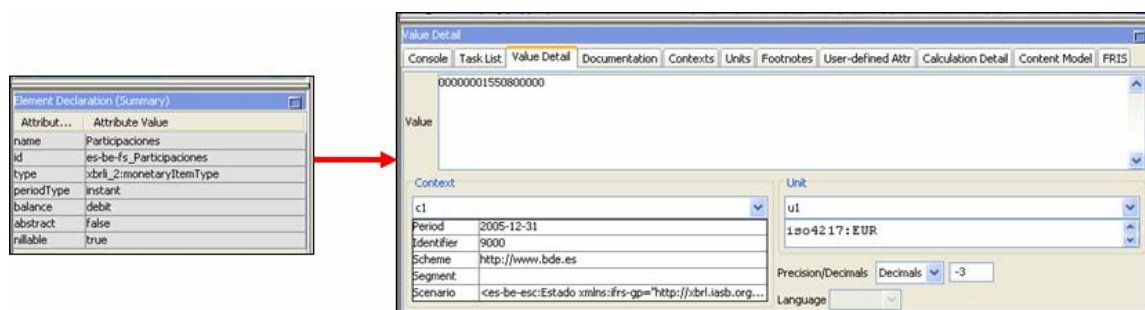 Element Declaration (Summary)
Attribut... Attribute Value
name Participaciones
id es-be-fs_Participaciones
type xbrli_2:monetaryItemType
periodType instant
balance debit
abstract false
nillable true
Value Detail
Console Task List Value Detail Documentation Contexts Units Footnotes User-defined Attr Calculation Detail Content Model FRIS
00000001550800000
Value
Context
c1
Period 2005-12-31
Identifier 9000
Scheme http://www.bde.es
Segment
Scenario <es-be-esc:Estado xmlns:ifrs-gp="http://xbrl.iasb.org...
Unit
u1
iso4217:EUR
Precision/Decimals Decimals -3
Language